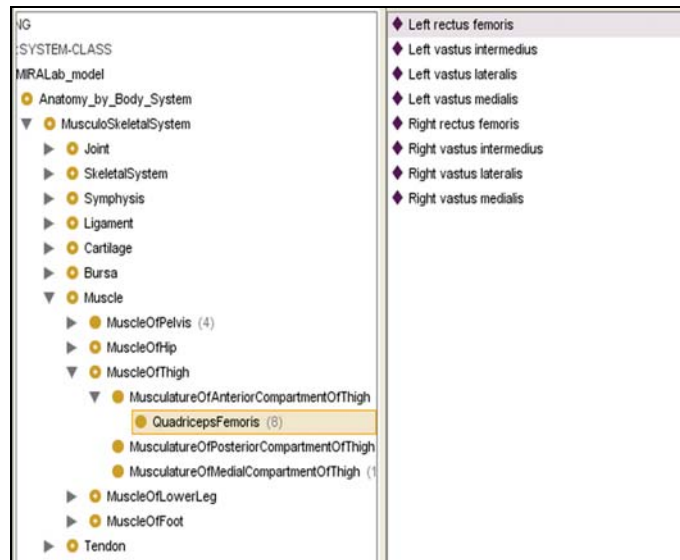 :SYSTEM-CLASS
MIRALab_model
Anatomy_by_Body_System
MusculoSkeletalSystem
Joint
SkeletalSystem
Symphysis
Ligament
Cartilage
Bursa
Muscle
MuscleOfPelvis (4)
MuscleOfHip
MuscleOfThigh
MusculatureOfAnteriorCompartmentOfThigh
QuadricepsFemoris (8)
MusculatureOfPosteriorCompartmentOfThigh
MusculatureOfMedialCompartmentOfThigh (1
MuscleOfLowerLeg
MuscleOfFoot
Tendon
Left rectus femoris
Left vastus intermedius
Left vastus lateralis
Left vastus medialis
Right rectus femoris
Right vastus intermedius
Right vastus lateralis
Right vastus medialis